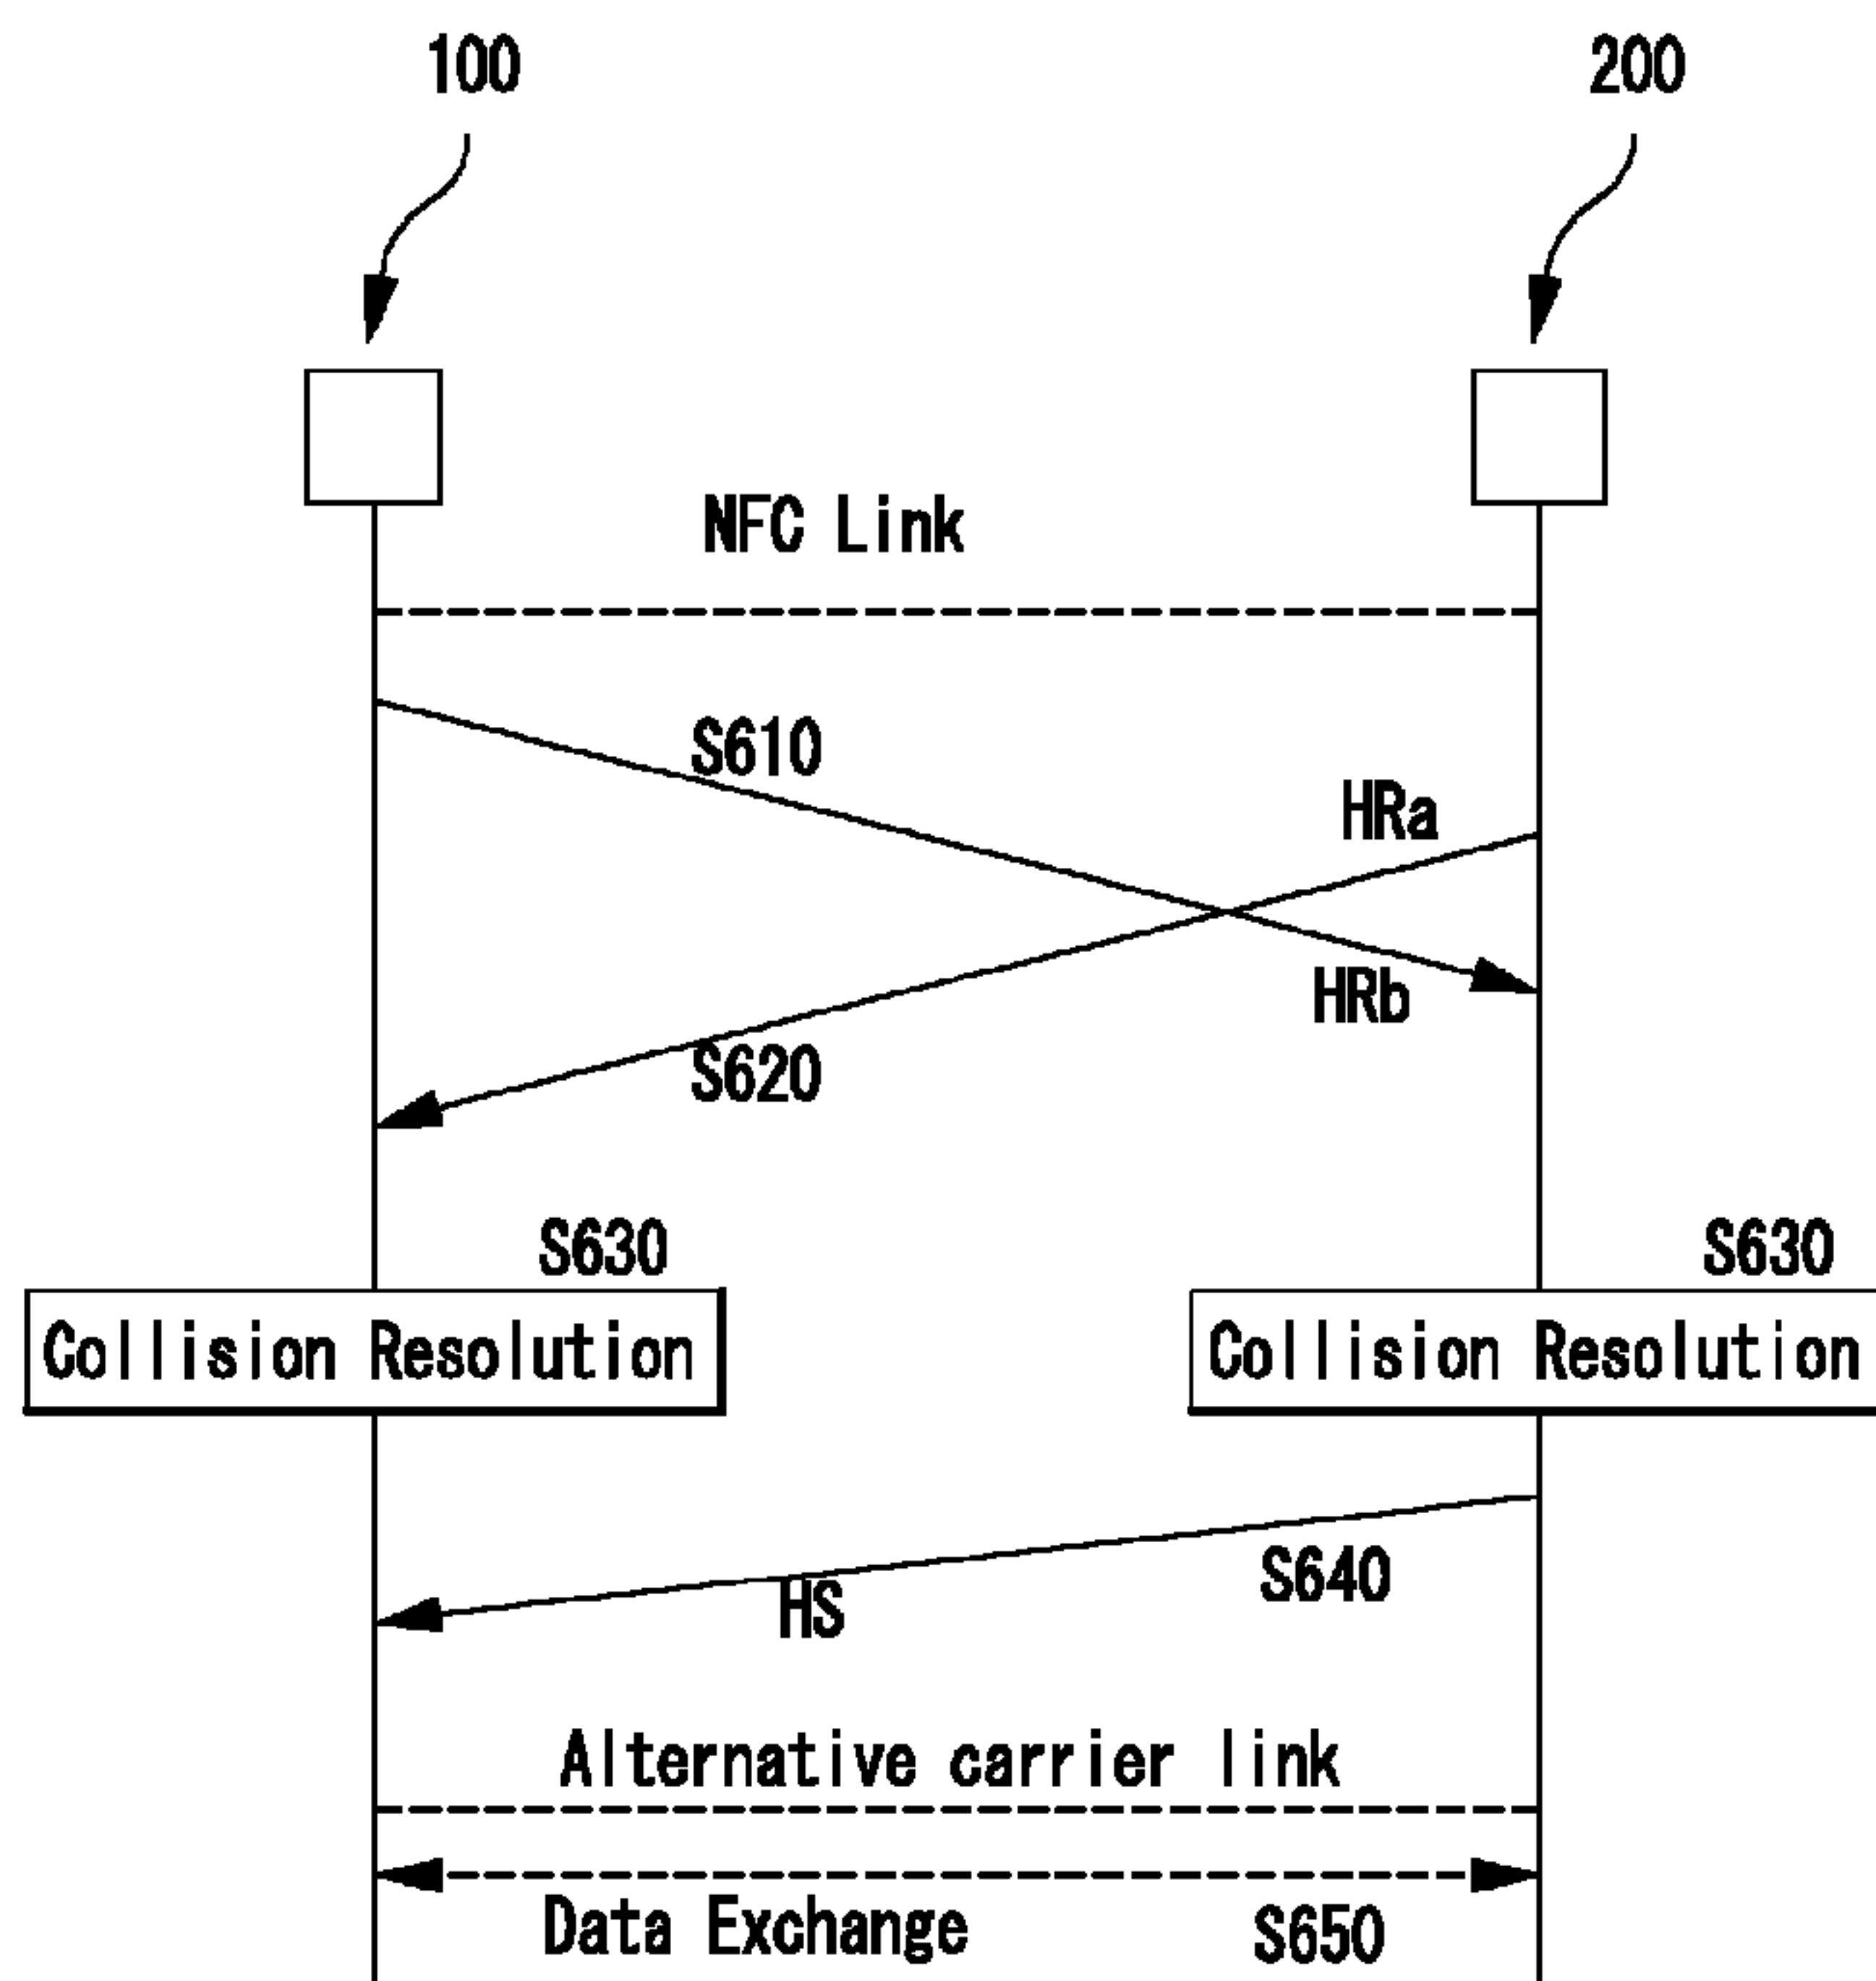 100
200
NFC Link
S610
HRa
HRb
S620
S630
S630
Collision Resolution
Collision Resolution
S640
HS
Alternative carrier link
Data Exchange
S650